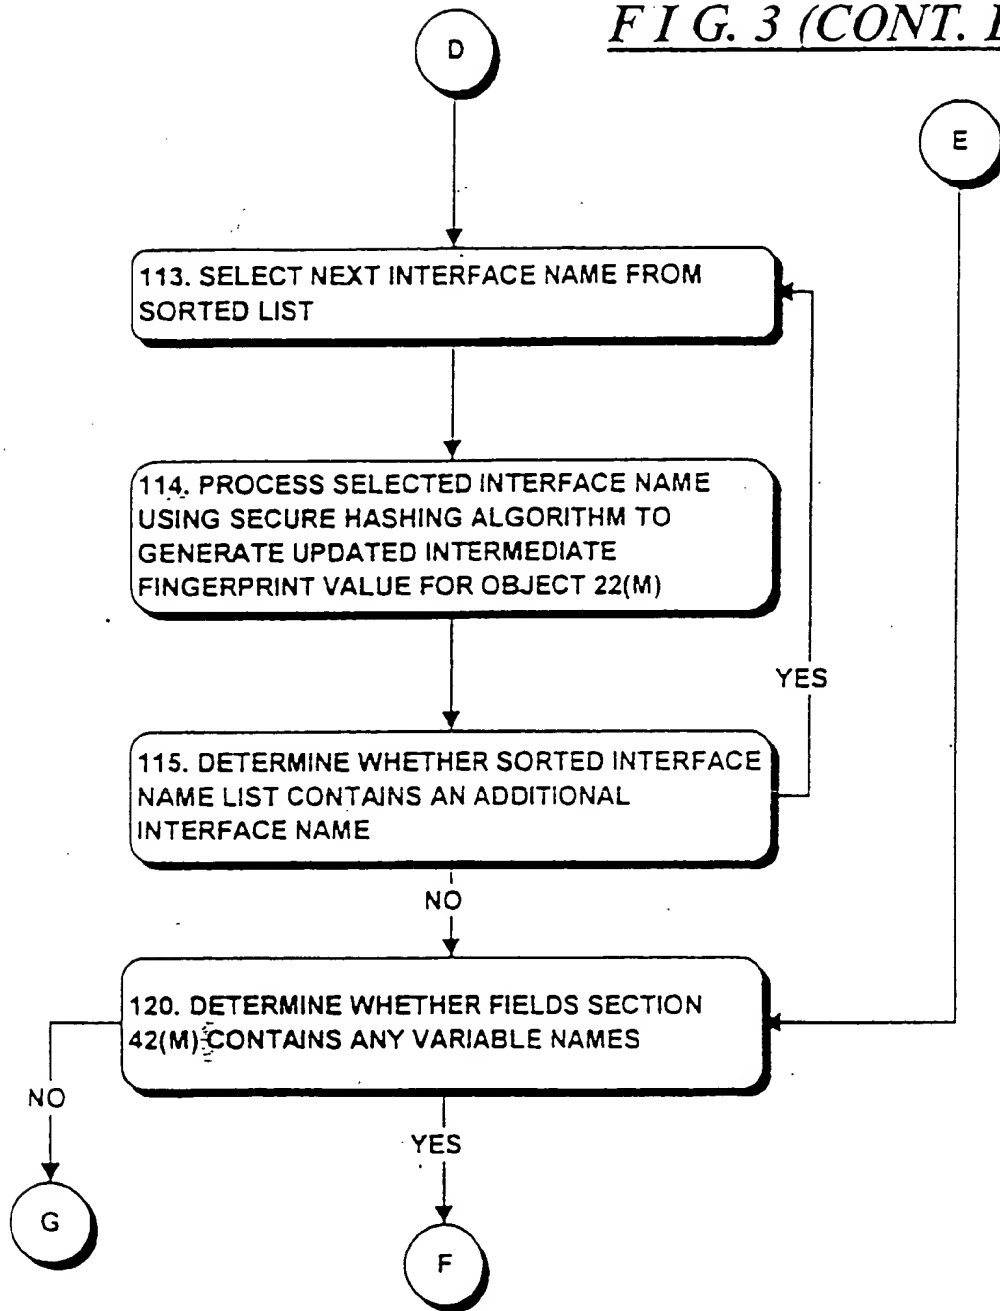 F I G. 3 (CONT.
D
E
113. SELECT NEXT INTERFACE NAME FROM
SORTED LIST
114. PROCESS SELECTED INTERFACE NAME
USING SECURE HASHING ALGORITHM TO
GENERATE UPDATED INTERMEDIATE
FINGERPRINT VALUE FOR OBJECT 22(M)
YES
115. DETERMINE WHETHER SORTED INTERFACE
NAME LIST CONTAINS AN ADDITIONAL
INTERFACE NAME
NO
120. DETERMINE WHETHER FIELDS SECTION
42(M) CONTAINS ANY VARIABLE NAMES
NO
YES
G
F